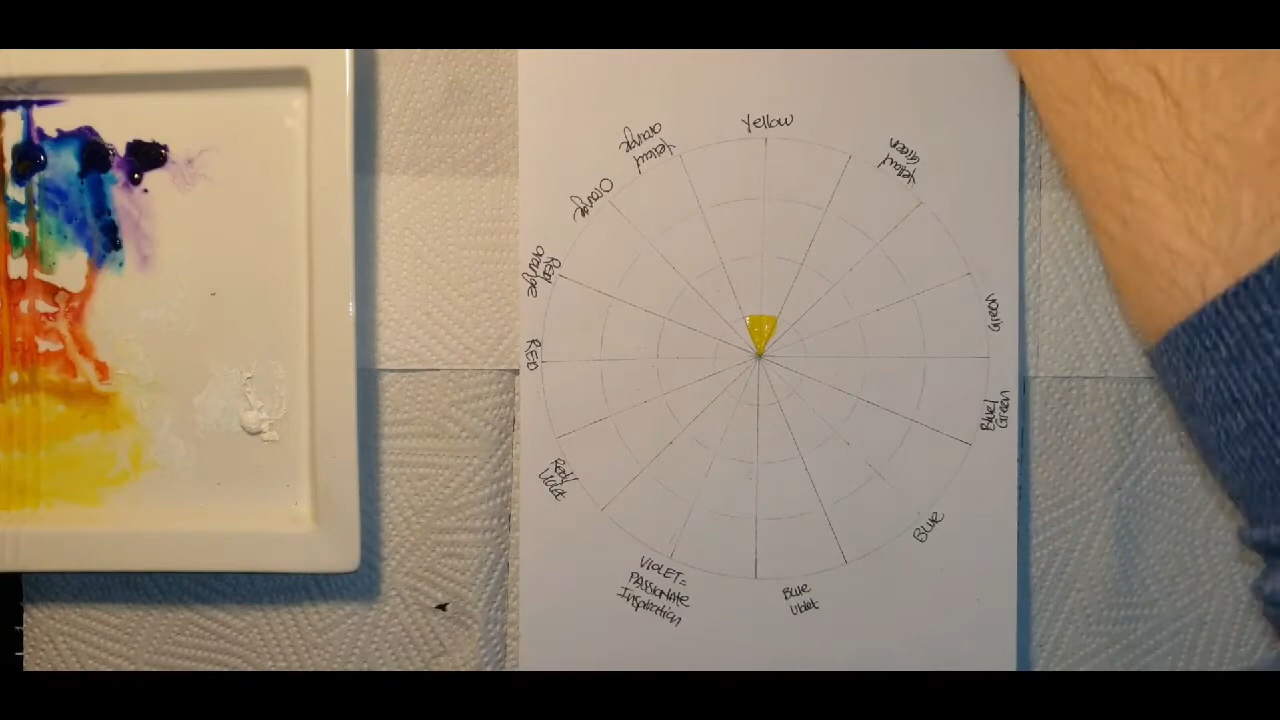 Yellow
Yellow
Green
Green
Blue/
Green
Blue
Blue
Violet
VIOLET =
PASSIONATE
Inspiration
Red/
Violet
RED
RED
orange
Orange
Yellow
orange